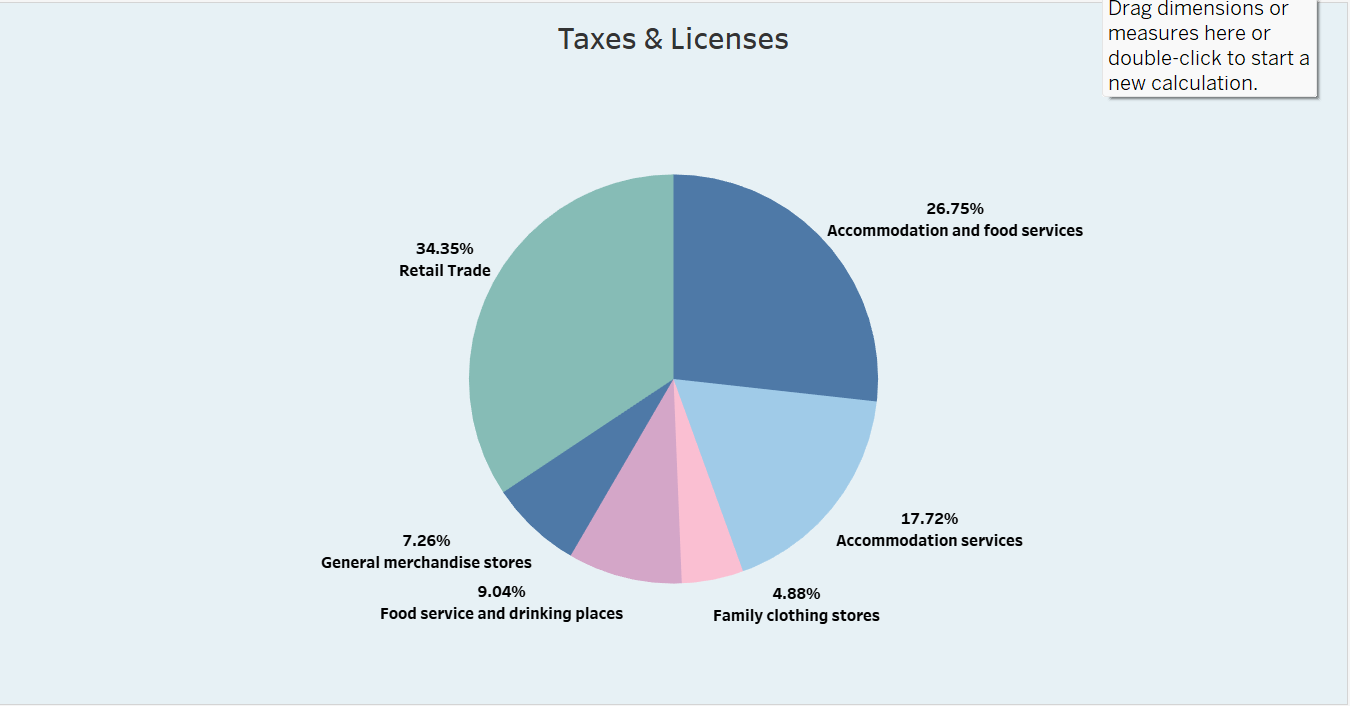 Drag dimensions or
measures here or
double-click to start a
new calculation.
Taxes & Licenses
26.75%
Accommodation and food services
34.35%
Retail Trade
17.72%
Accommodation services
7.26%
General merchandise stores
9.04%
Food service and drinking places
4.88%
Family clothing stores